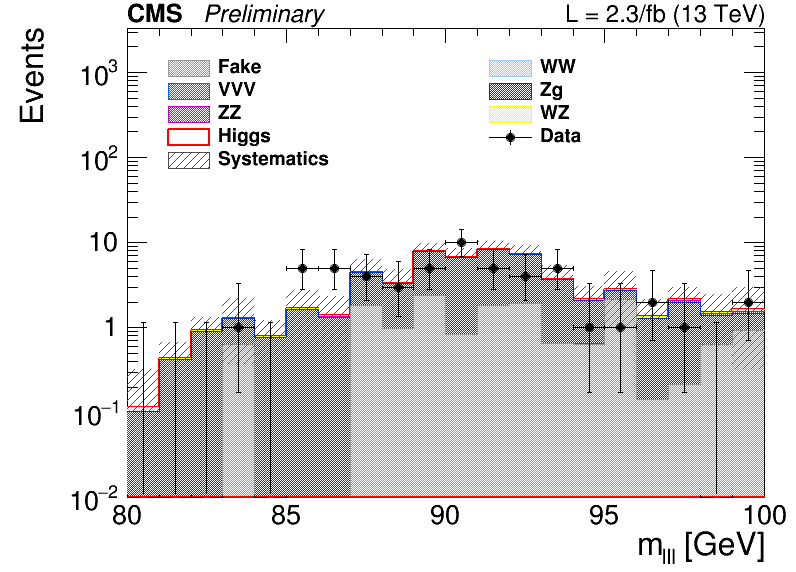 CMS Preliminary L = 2.3/fb (13 TeV)
Events
Fake
VVV
ZZ
Higgs
Systematics
WW
Zg
WZ
Data
10³
10²
10
1
10⁻¹
10⁻²
80 85 90 95 100
m_lll [GeV]